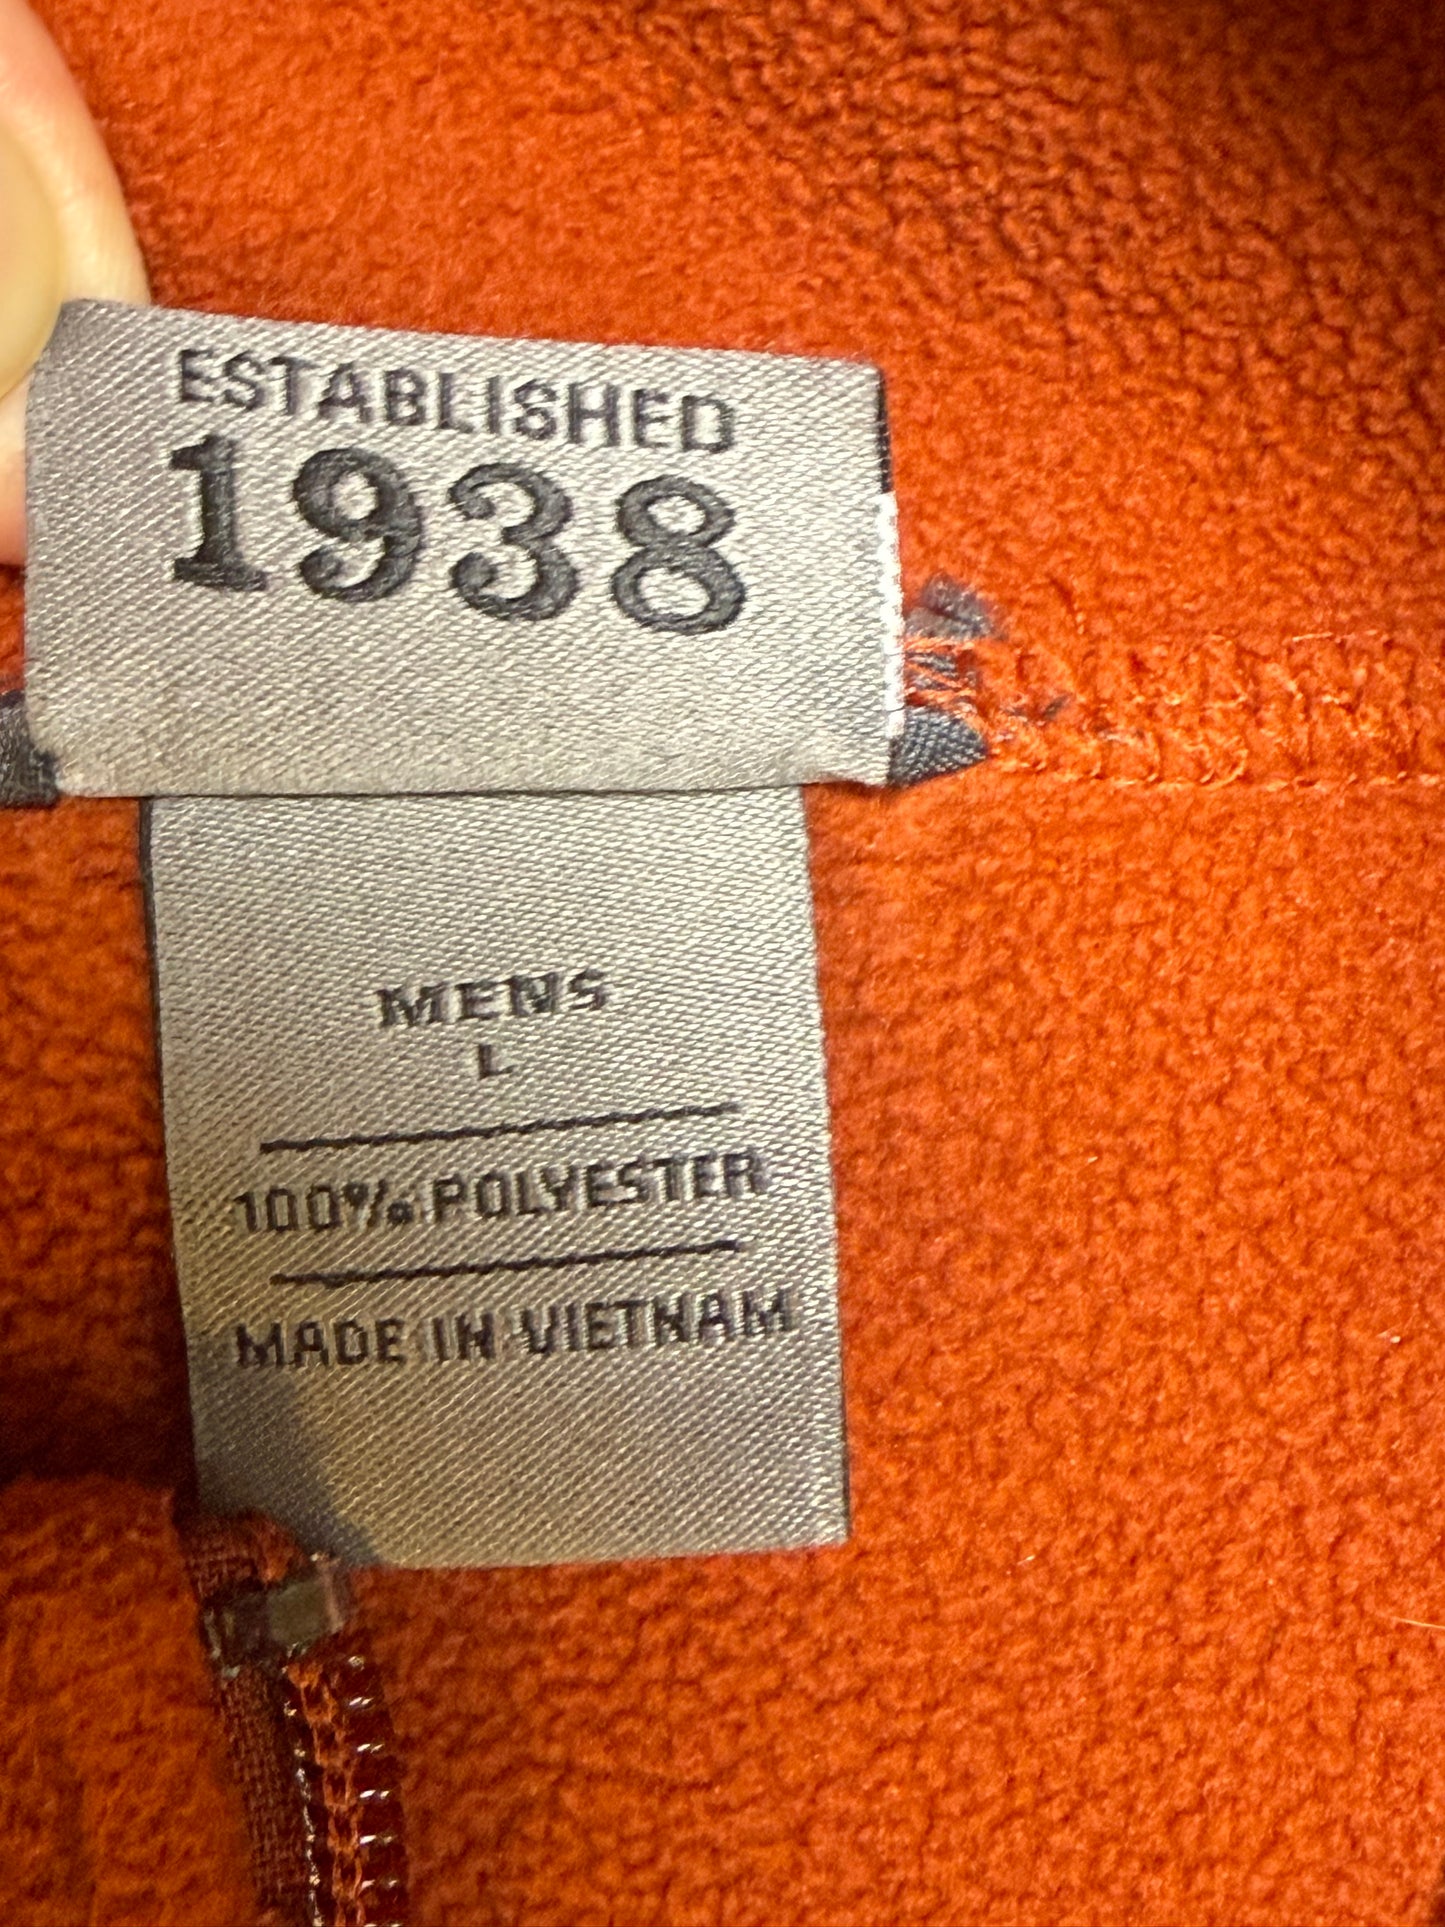 ESTABLISHED
1938
MENS
L
100% POLYESTER
MADE IN VIETNAM